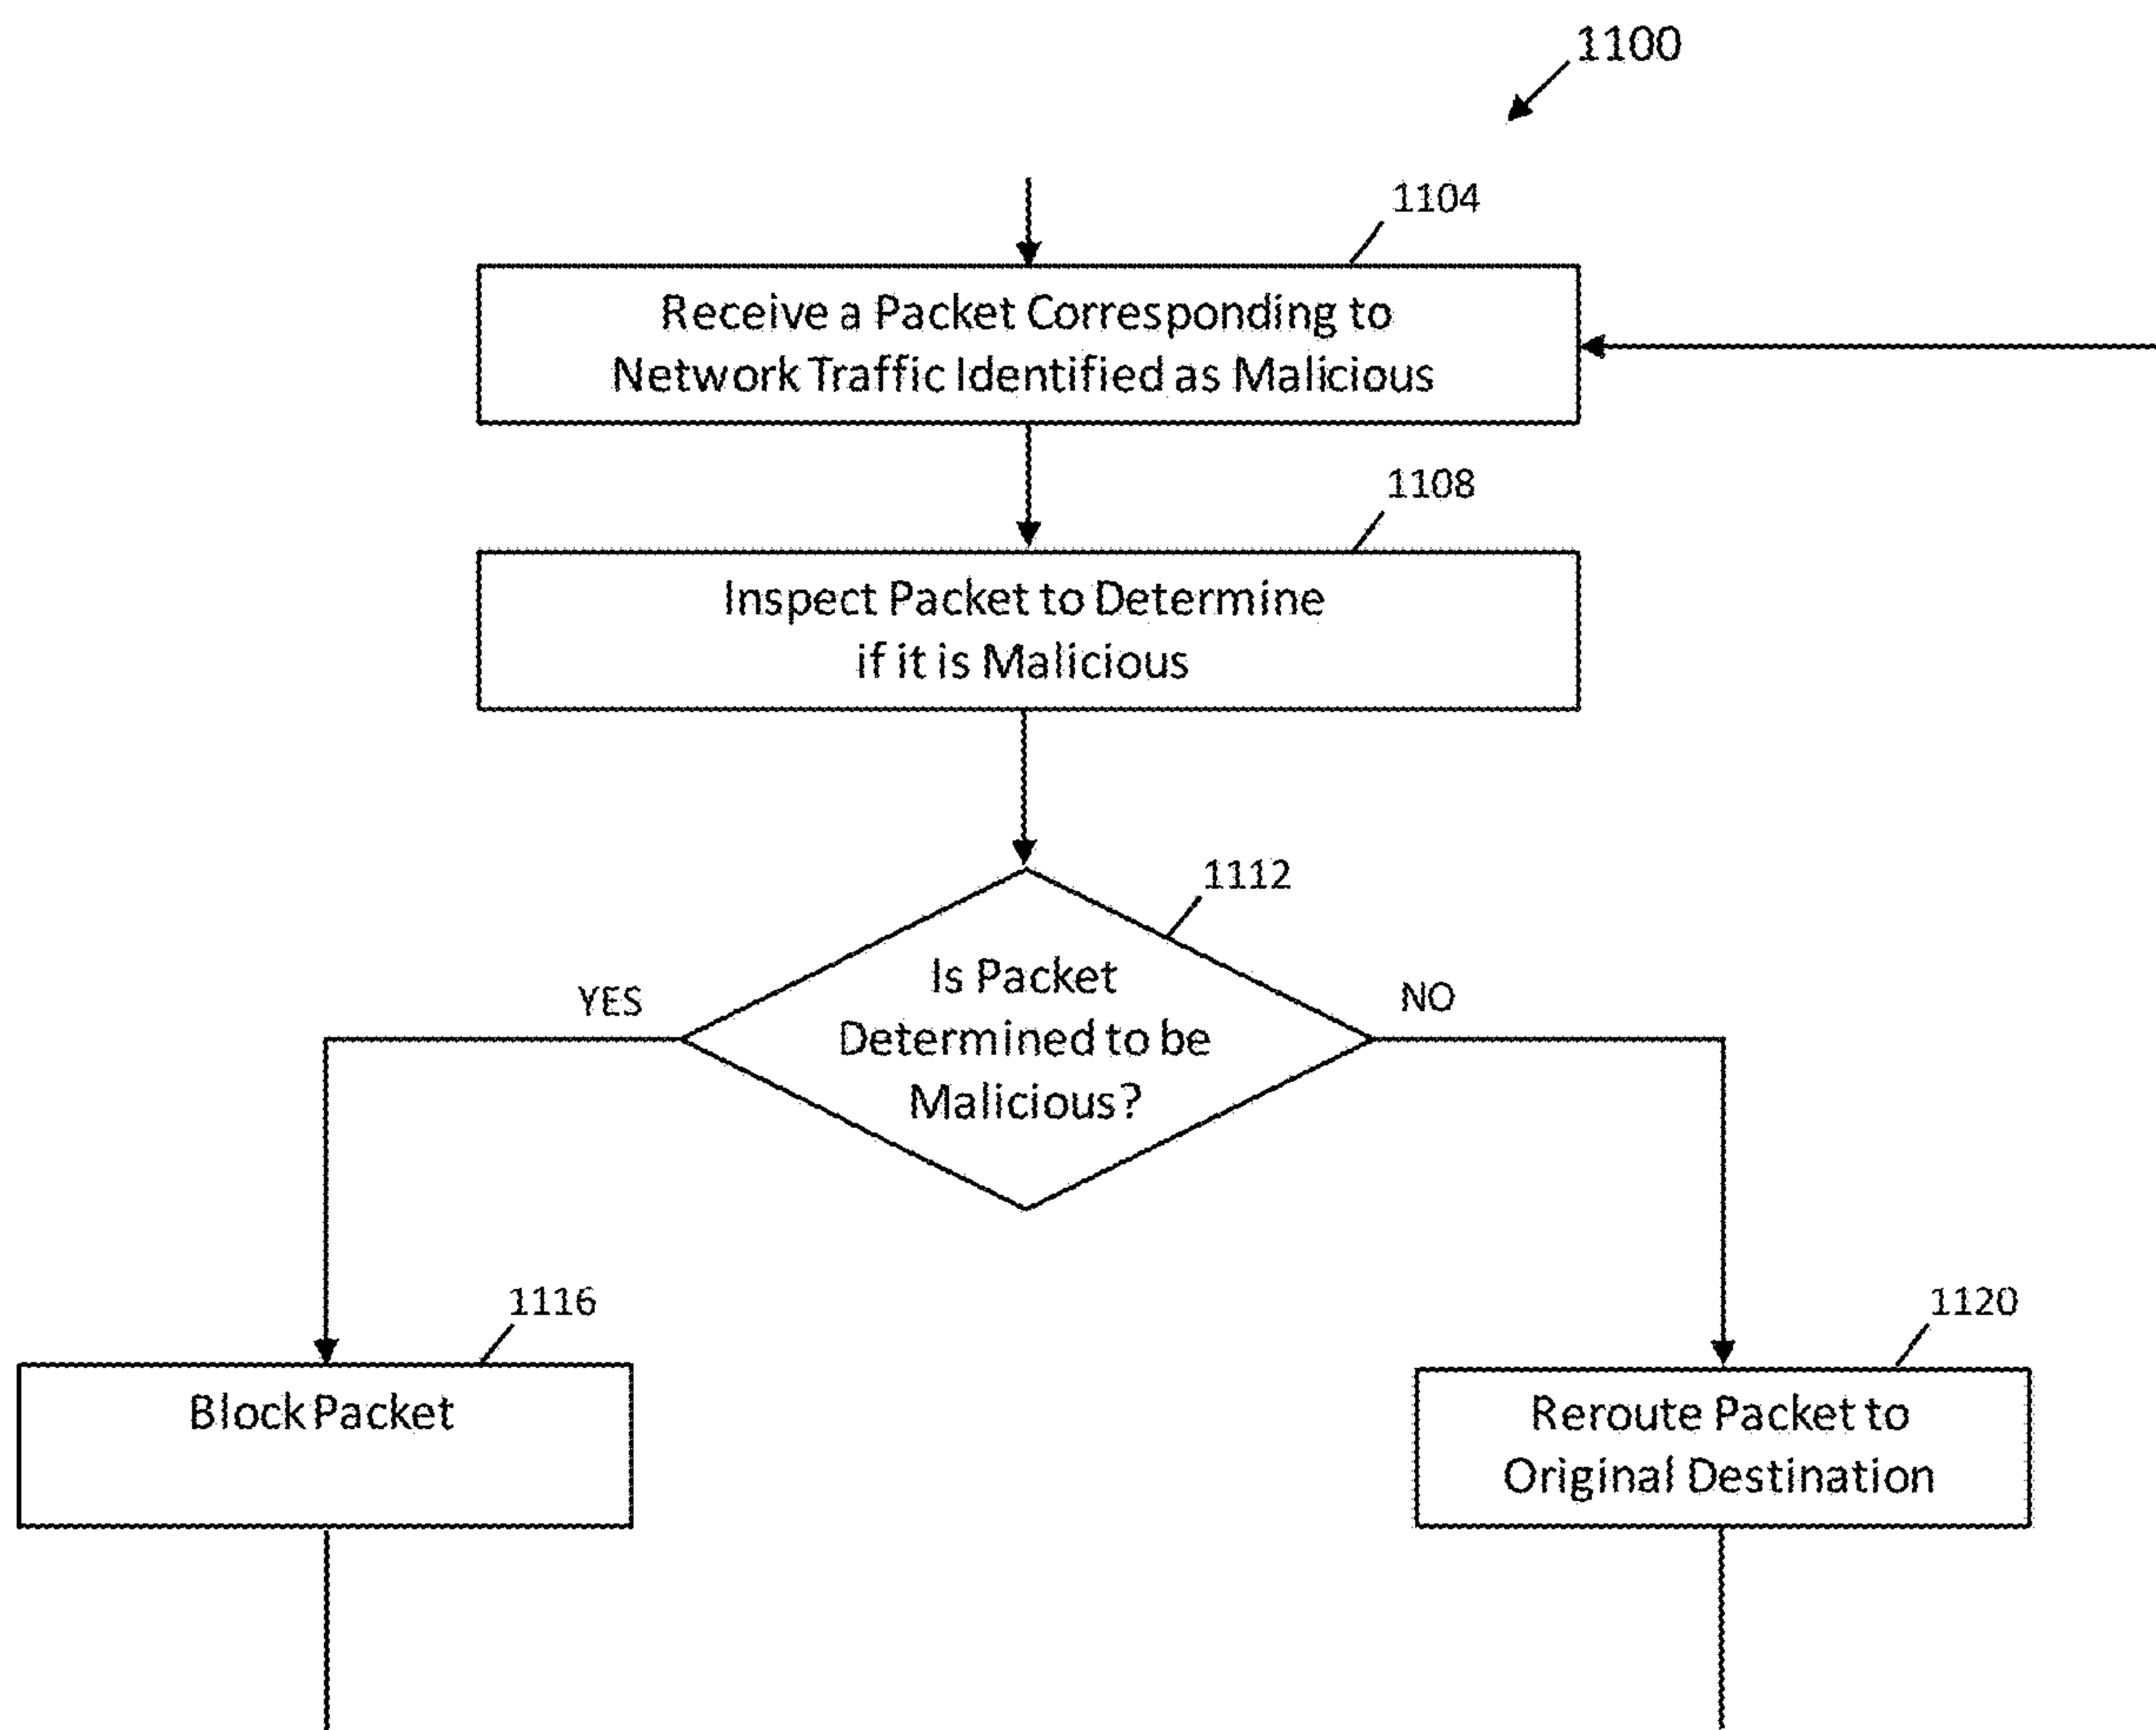 1100
1104
Receive a Packet Corresponding to
Network Traffic Identified as Malicious
1108
Inspect Packet to Determine
if it is Malicious
1112
Is Packet
Determined to be
Malicious?
YES
NO
1116
Block Packet
1120
Reroute Packet to
Original Destination